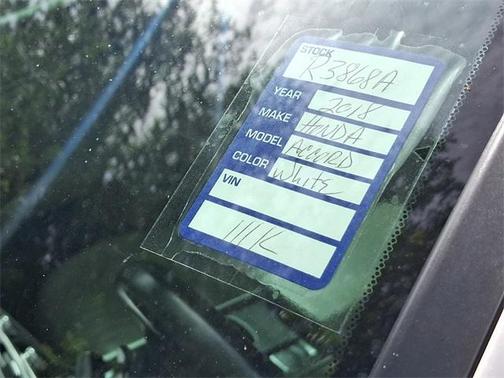 STOCK
R3868A
YEAR 2018
MAKE HONDA
MODEL ACCORD
COLOR White
VIN
111K